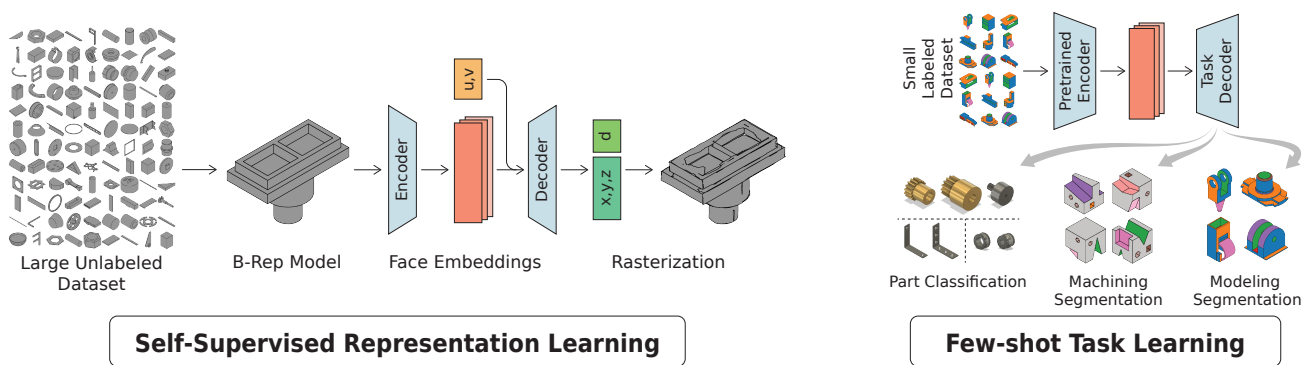 Large Unlabeled
Dataset
B-Rep Model
Encoder
Face Embeddings
u,v
Decoder
d
x,y,z
Rasterization
Self-Supervised Representation Learning
Small
Labeled
Dataset
Pretrained
Encoder
Task
Decoder
Part Classification
Machining
Segmentation
Modeling
Segmentation
Few-shot Task Learning